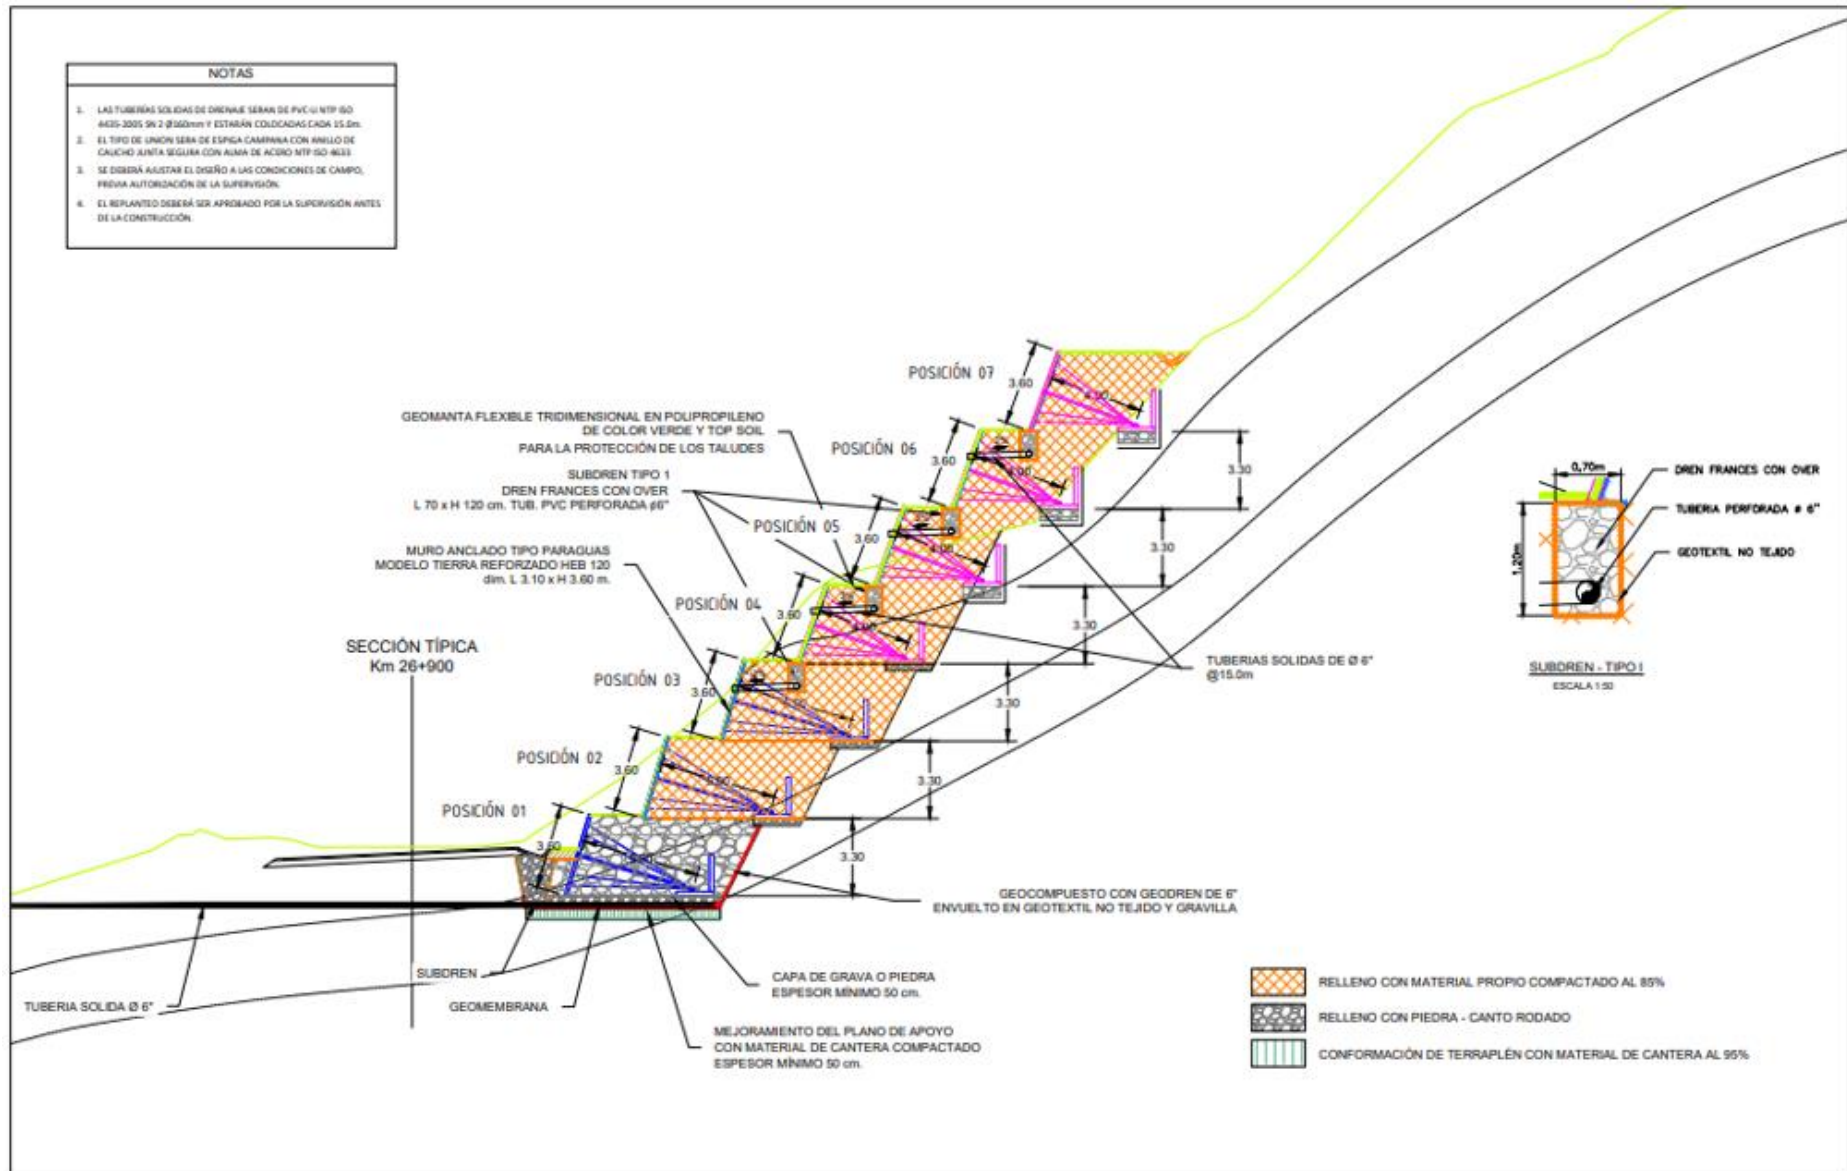 NOTAS
1. LAS TUBERÍAS SOLIDAS DE DRENAJE SERAN DE PVC-U NTP ISO
4435-2005 SN 2 Ø160mm Y ESTARÁN COLOCADAS CADA 15.0m.
2. EL TIPO DE UNION SERA DE ESPIGA CAMPANA CON ANILLO DE
CAUCHO JUNTA SEGURA CON ALMA DE ACERO NTP ISO 4633
3. SE DEBERÁ AJUSTAR EL DISEÑO A LAS CONDICIONES DE CAMPO,
PREVIA AUTORIZACIÓN DE LA SUPERVISIÓN.
4. EL REPLANTEO DEBERÁ SER APROBADO POR LA SUPERVISIÓN ANTES
DE LA CONSTRUCCIÓN.
POSICIÓN 07
3.60
4.00
GEOMANTA FLEXIBLE TRIDIMENSIONAL EN POLIPROPILENO
DE COLOR VERDE Y TOP SOIL
PARA LA PROTECCIÓN DE LOS TALUDES
POSICIÓN 06
3.60
4.00
3.30
SUBDREN TIPO 1
DREN FRANCES CON OVER
L 70 x H 120 cm. TUB. PVC PERFORADA ø6"
POSICIÓN 05
3.60
4.00
3.30
MURO ANCLADO TIPO PARAGUAS
MODELO TIERRA REFORZADO HEB 120
dim. L 3.10 x H 3.60 m.
POSICIÓN 04
3.60
4.00
3.30
SECCIÓN TÍPICA
Km 26+900
POSICIÓN 03
3.60
3.30
TUBERIAS SOLIDAS DE Ø 6"
@15.0m
POSICIÓN 02
3.60
5.00
3.30
POSICIÓN 01
3.60
3.30
GEOCOMPUESTO CON GEODREN DE 6"
ENVUELTO EN GEOTEXTIL NO TEJIDO Y GRAVILLA
SUBDREN
TUBERIA SOLIDA Ø 6"
GEOMEMBRANA
CAPA DE GRAVA O PIEDRA
ESPESOR MÍNIMO 50 cm.
MEJORAMIENTO DEL PLANO DE APOYO
CON MATERIAL DE CANTERA COMPACTADO
ESPESOR MÍNIMO 50 cm.
0,70m
1.20m
DREN FRANCES CON OVER
TUBERIA PERFORADA ø 6"
GEOTEXTIL NO TEJIDO
SUBDREN - TIPO I
ESCALA 1:50
RELLENO CON MATERIAL PROPIO COMPACTADO AL 85%
RELLENO CON PIEDRA - CANTO RODADO
CONFORMACIÓN DE TERRAPLÉN CON MATERIAL DE CANTERA AL 95%